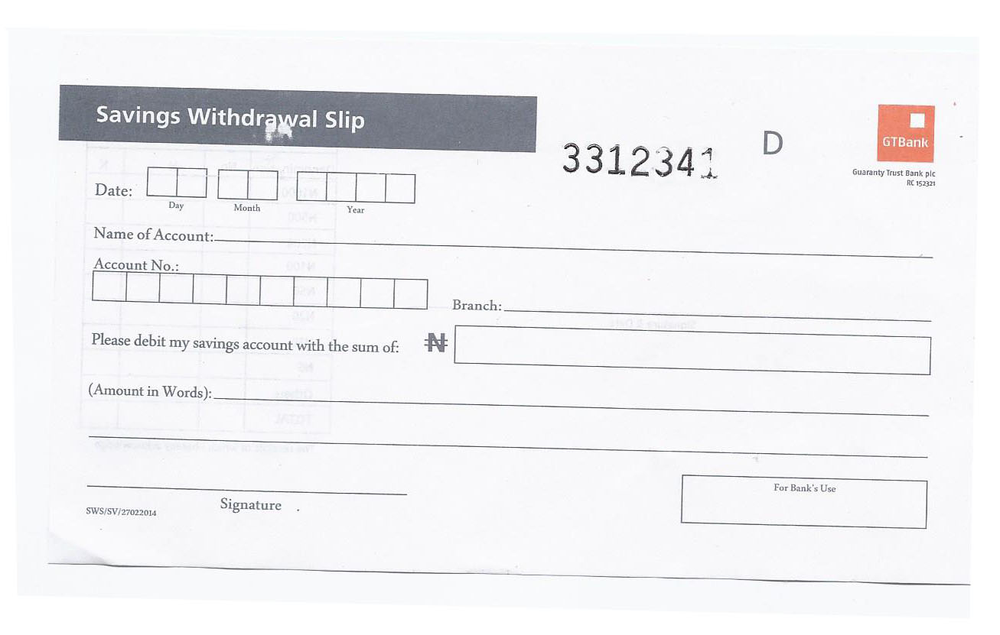 Savings Withdrawal Slip
3312341
D
GTBank
Guaranty Trust Bank plc
RC 152321
Date:
Day Month Year
Name of Account:
Account No.:
Branch:
Please debit my savings account with the sum of: ₦
(Amount in Words):
For Bank's Use
Signature
SWS/SV/27022014